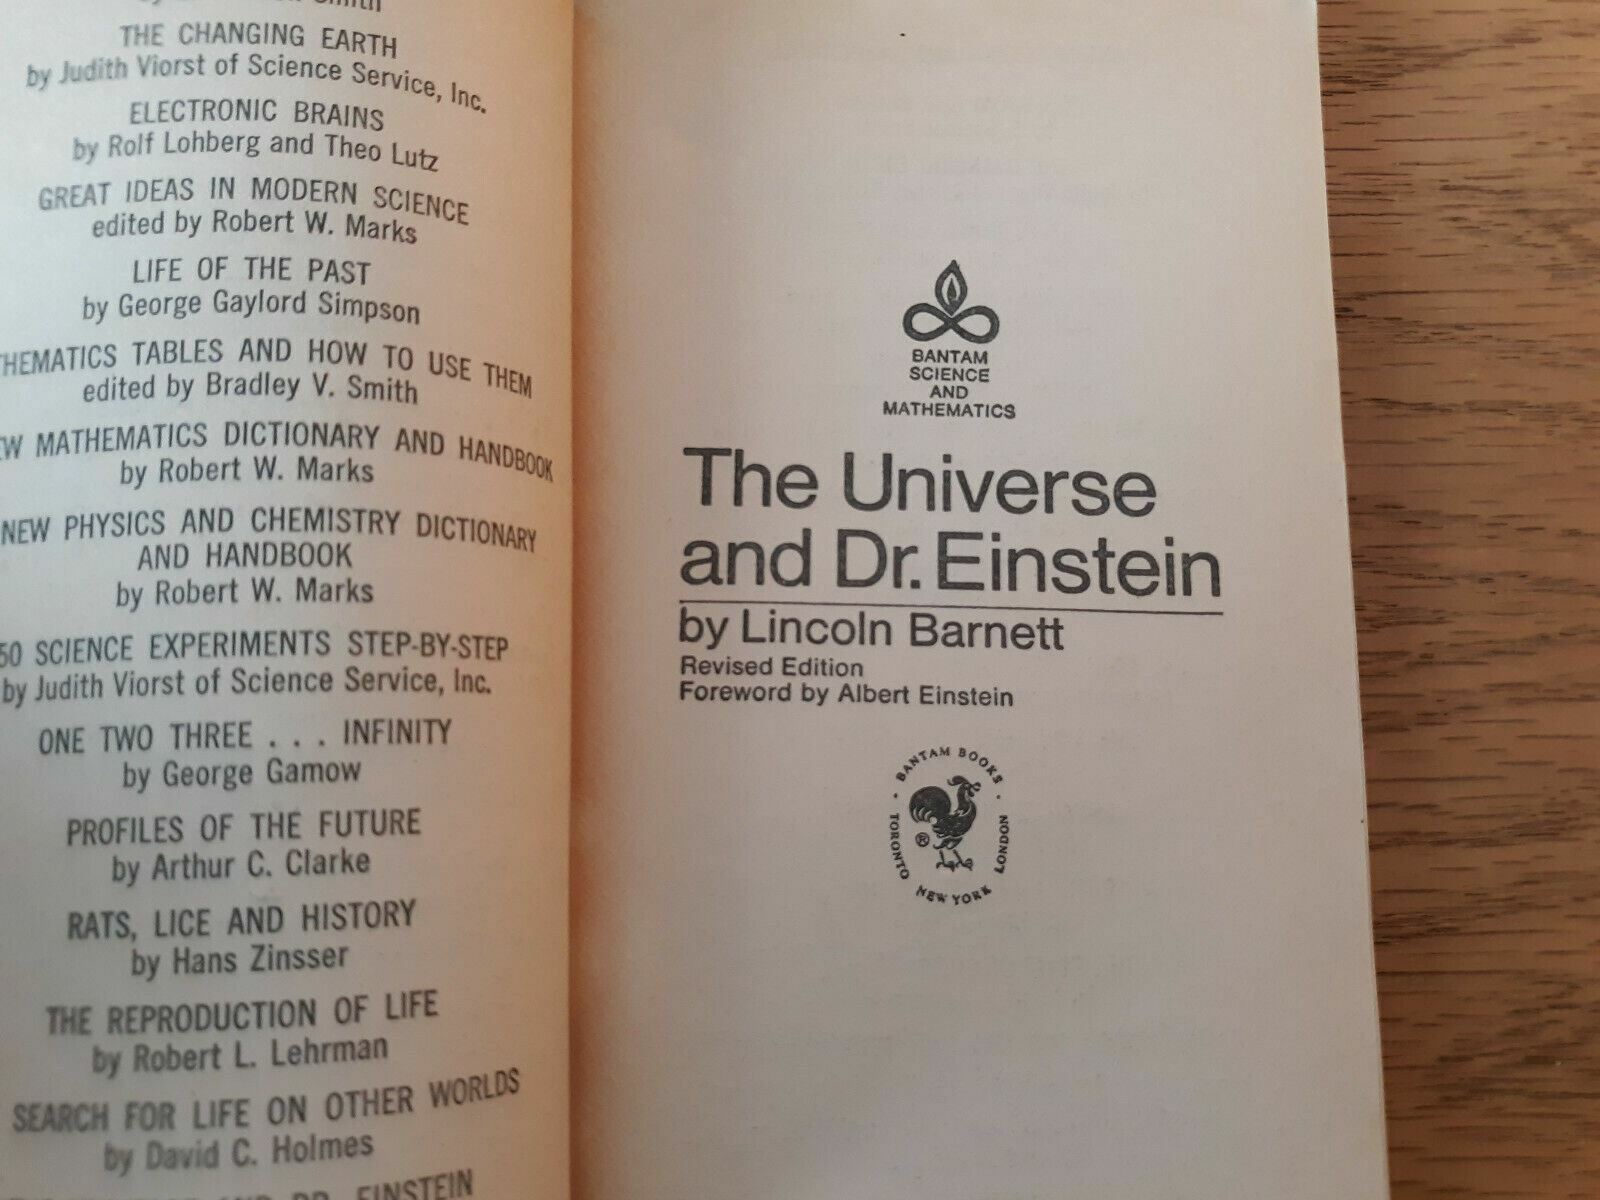 Smith
THE CHANGING EARTH
by Judith Viorst of Science Service, Inc.
ELECTRONIC BRAINS
by Rolf Lohberg and Theo Lutz
GREAT IDEAS IN MODERN SCIENCE
edited by Robert W. Marks
LIFE OF THE PAST
by George Gaylord Simpson
THEMATICS TABLES AND HOW TO USE THEM
edited by Bradley V. Smith
EW MATHEMATICS DICTIONARY AND HANDBOOK
by Robert W. Marks
NEW PHYSICS AND CHEMISTRY DICTIONARY
AND HANDBOOK
by Robert W. Marks
50 SCIENCE EXPERIMENTS STEP-BY-STEP
by Judith Viorst of Science Service, Inc.
ONE TWO THREE . . . INFINITY
by George Gamow
PROFILES OF THE FUTURE
by Arthur C. Clarke
RATS, LICE AND HISTORY
by Hans Zinsser
THE REPRODUCTION OF LIFE
by Robert L. Lehrman
SEARCH FOR LIFE ON OTHER WORLDS
by David C. Holmes
AND DR. EINSTEIN
BANTAM
SCIENCE
AND
MATHEMATICS
The Universe
and Dr. Einstein
by Lincoln Barnett
Revised Edition
Foreword by Albert Einstein
BANTAM BOOKS
TORONTO · NEW YORK · LONDON
®